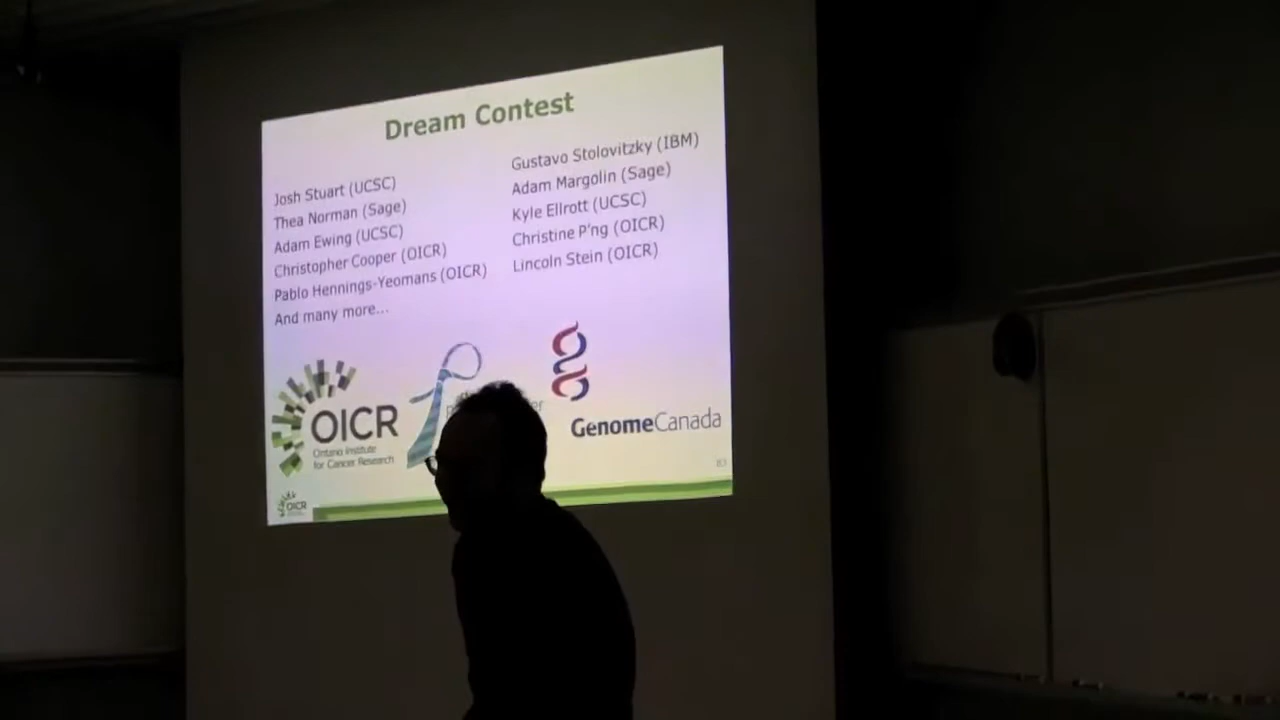 Dream Contest
Josh Stuart (UCSC)
Thea Norman (Sage)
Adam Ewing (UCSC)
Christopher Cooper (OICR)
Pablo Hennings-Yeomans (OICR)
And many more...
Gustavo Stolovitzky (IBM)
Adam Margolin (Sage)
Kyle Ellrott (UCSC)
Christine P'ng (OICR)
Lincoln Stein (OICR)
OICR
Ontario Institute
for Cancer Research
GenomeCanada
OICR